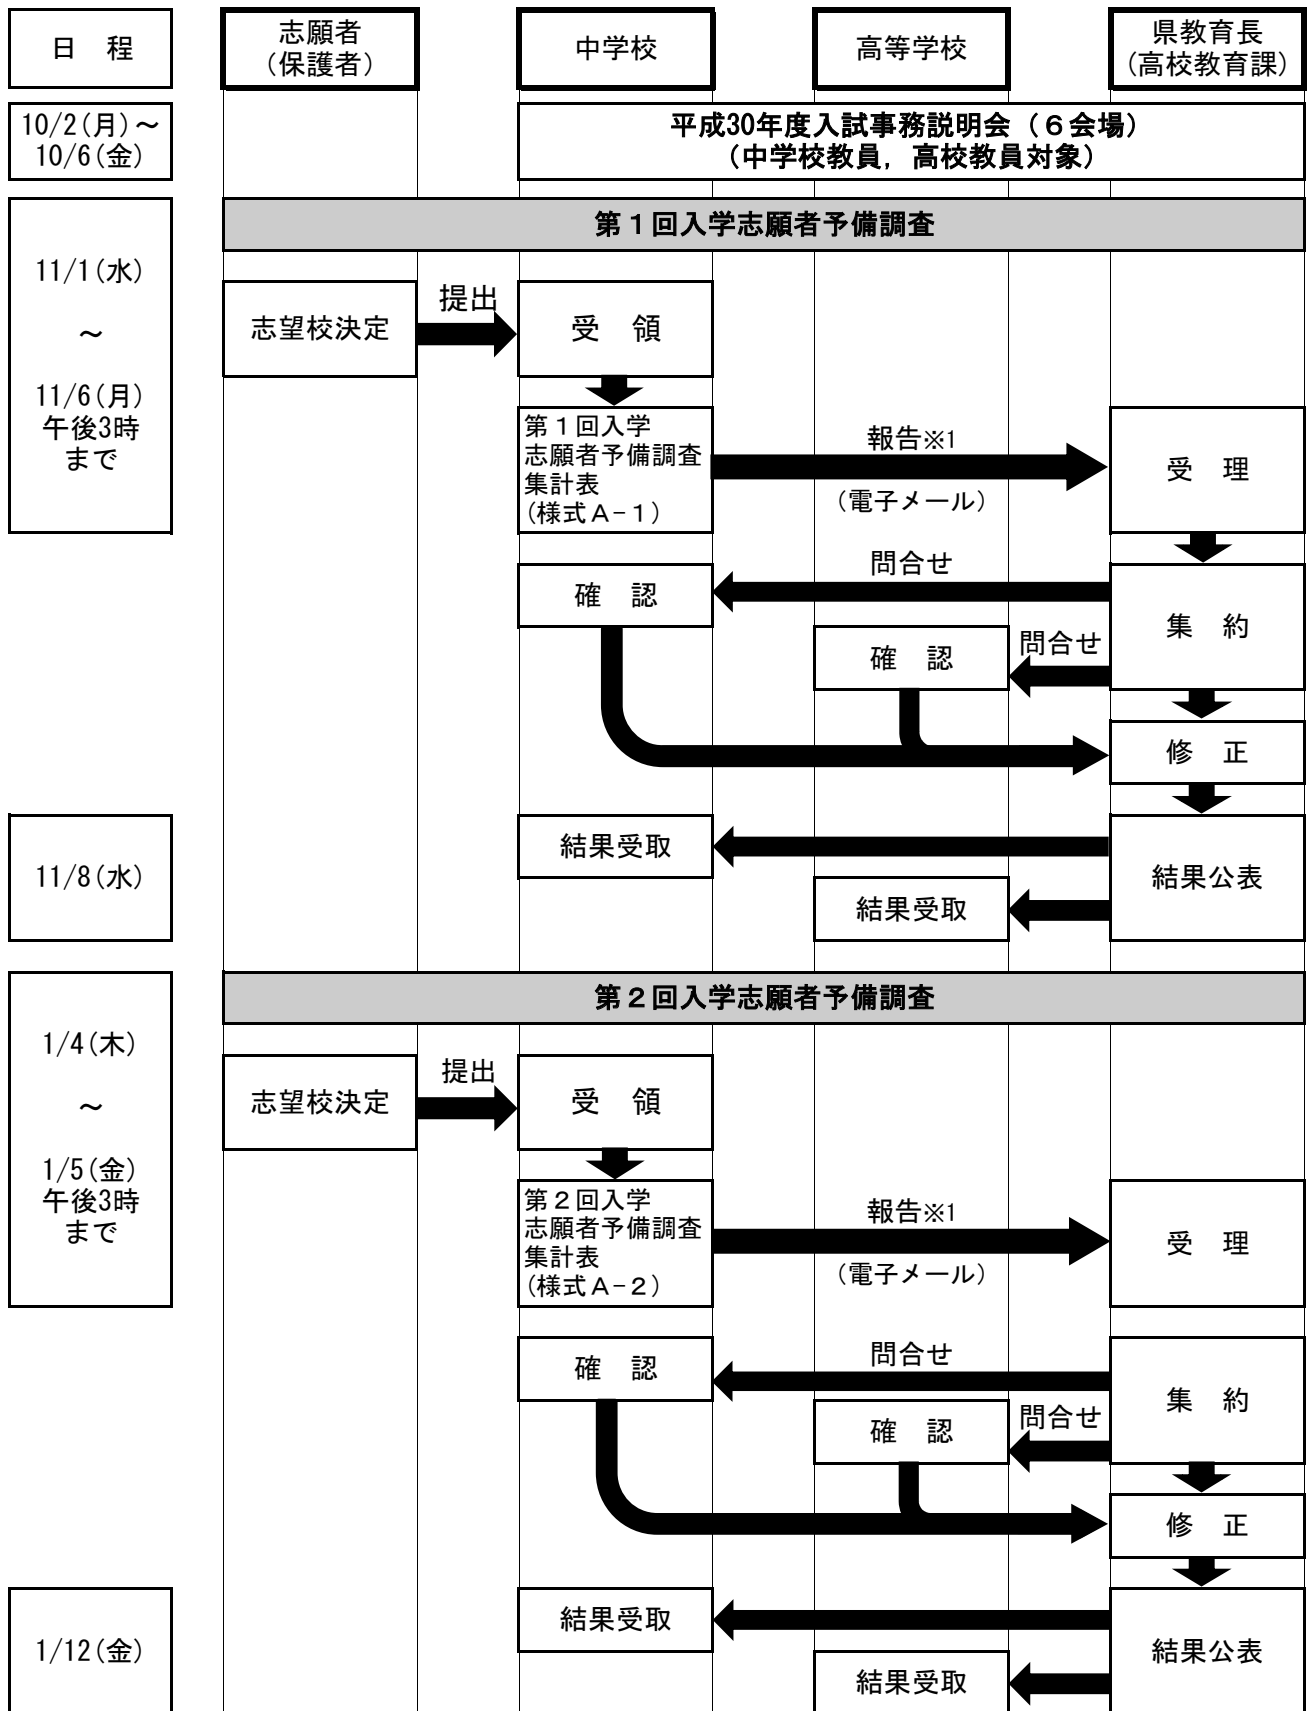 日　程
志願者
（保護者）
中学校
高等学校
県教育長
（高校教育課）
10/2(月)～
10/6(金)
平成30年度入試事務説明会（６会場）
（中学校教員，高校教員対象）
第１回入学志願者予備調査
11/1(水)
～
11/6(月)
午後3時
まで
志望校決定
提出
受　領
第１回入学
志願者予備調査
集計表
(様式Ａ−１)
報告※1
（電子メール）
受　理
確　認
問合せ
集　約
確　認
問合せ
修　正
11/8(水)
結果受取
結果公表
結果受取
第２回入学志願者予備調査
1/4(木)
～
1/5(金)
午後3時
まで
志望校決定
提出
受　領
第２回入学
志願者予備調査
集計表
(様式Ａ−２)
報告※1
（電子メール）
受　理
確　認
問合せ
集　約
確　認
問合せ
修　正
1/12(金)
結果受取
結果公表
結果受取